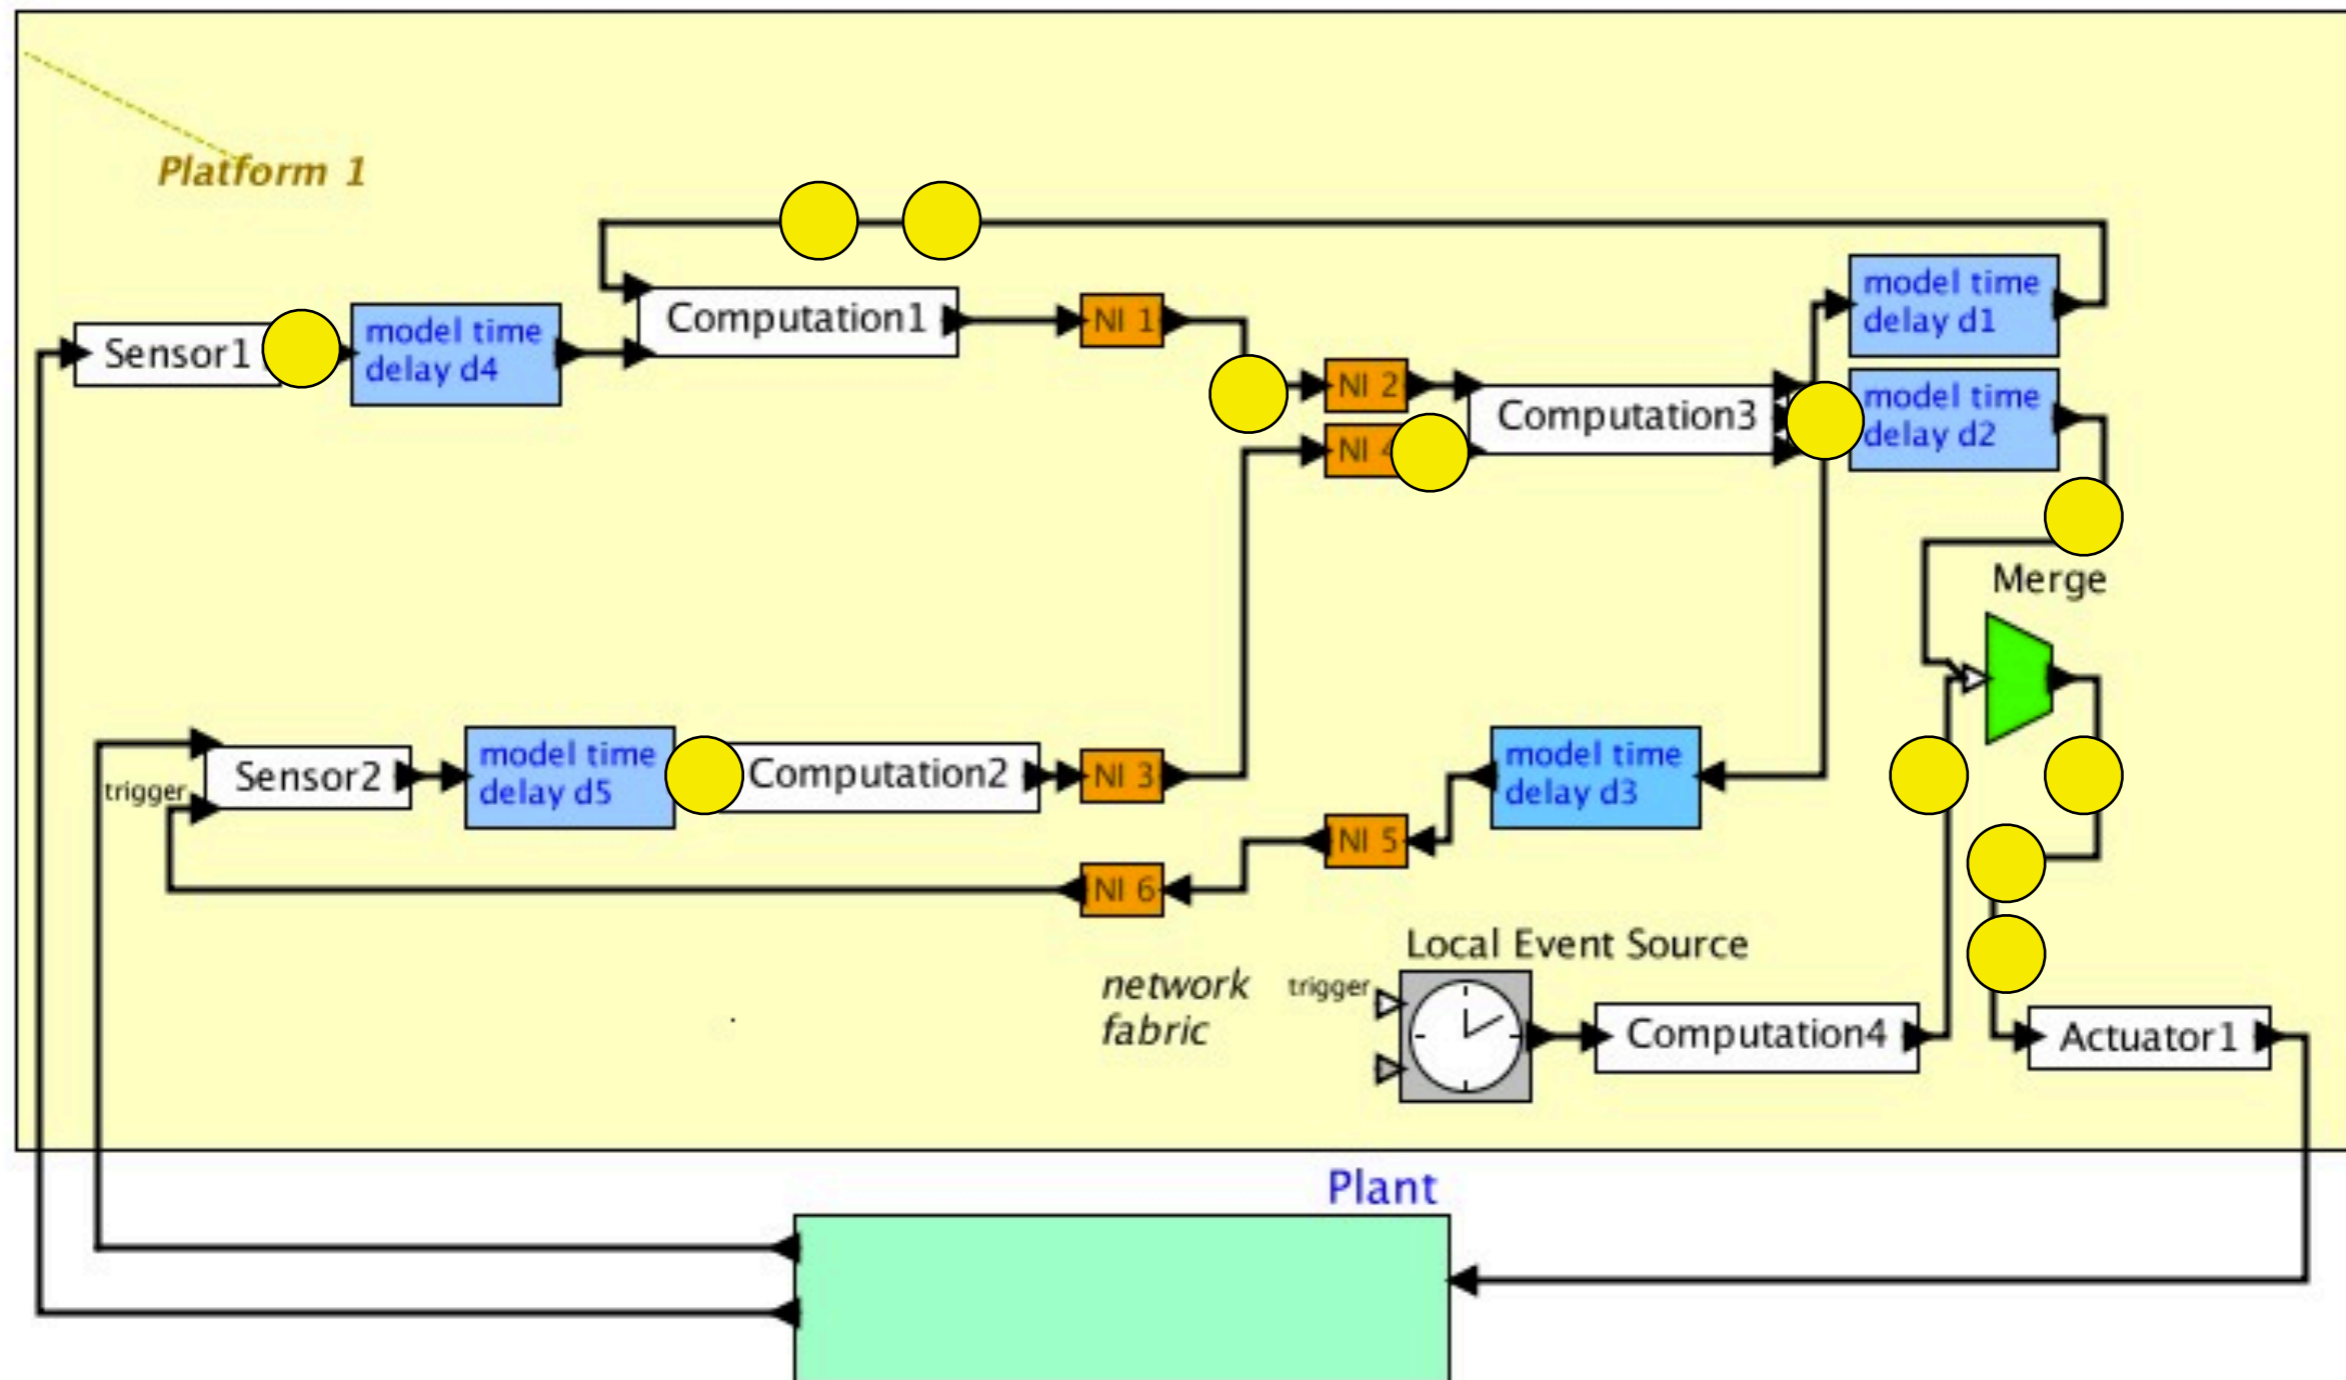 Platform 1
model time
delay d1
model time
delay d4
Computation1
NI 1
Sensor1
NI 2
Computation3
model time
delay d2
NI 4
Merge
model time
delay d5
Sensor2
trigger
Computation2
NI 3
model time
delay d3
NI 5
NI 6
Local Event Source
network
fabric
trigger
Computation4
Actuator1
Plant